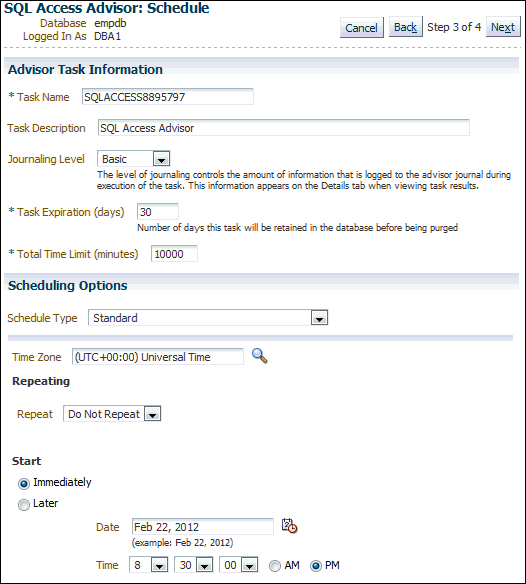 SQL Access Advisor: Schedule
Database empdb
Logged In As DBA1
Cancel Back Step 3 of 4 Next
Advisor Task Information
* Task Name SQLACCESS8895797
Task Description SQL Access Advisor
Journaling Level Basic
The level of journaling controls the amount of information that is logged to the advisor journal during
execution of the task. This information appears on the Details tab when viewing task results.
* Task Expiration (days) 30
Number of days this task will be retained in the database before being purged
* Total Time Limit (minutes) 10000
Scheduling Options
Schedule Type Standard
Time Zone (UTC+00:00) Universal Time
Repeating
Repeat Do Not Repeat
Start
Immediately
Later
Date Feb 22, 2012
(example: Feb 22, 2012)
Time 8 30 00 AM PM